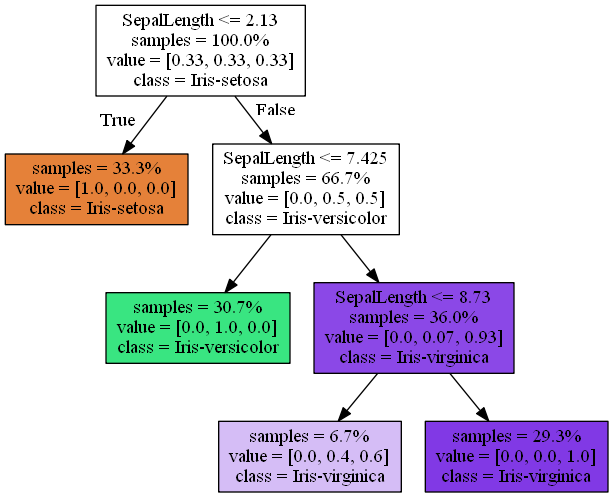 SepalLength <= 2.13
samples = 100.0%
value = [0.33, 0.33, 0.33]
class = Iris-setosa
True
False
samples = 33.3%
value = [1.0, 0.0, 0.0]
class = Iris-setosa
SepalLength <= 7.425
samples = 66.7%
value = [0.0, 0.5, 0.5]
class = Iris-versicolor
samples = 30.7%
value = [0.0, 1.0, 0.0]
class = Iris-versicolor
SepalLength <= 8.73
samples = 36.0%
value = [0.0, 0.07, 0.93]
class = Iris-virginica
samples = 6.7%
value = [0.0, 0.4, 0.6]
class = Iris-virginica
samples = 29.3%
value = [0.0, 0.0, 1.0]
class = Iris-virginica